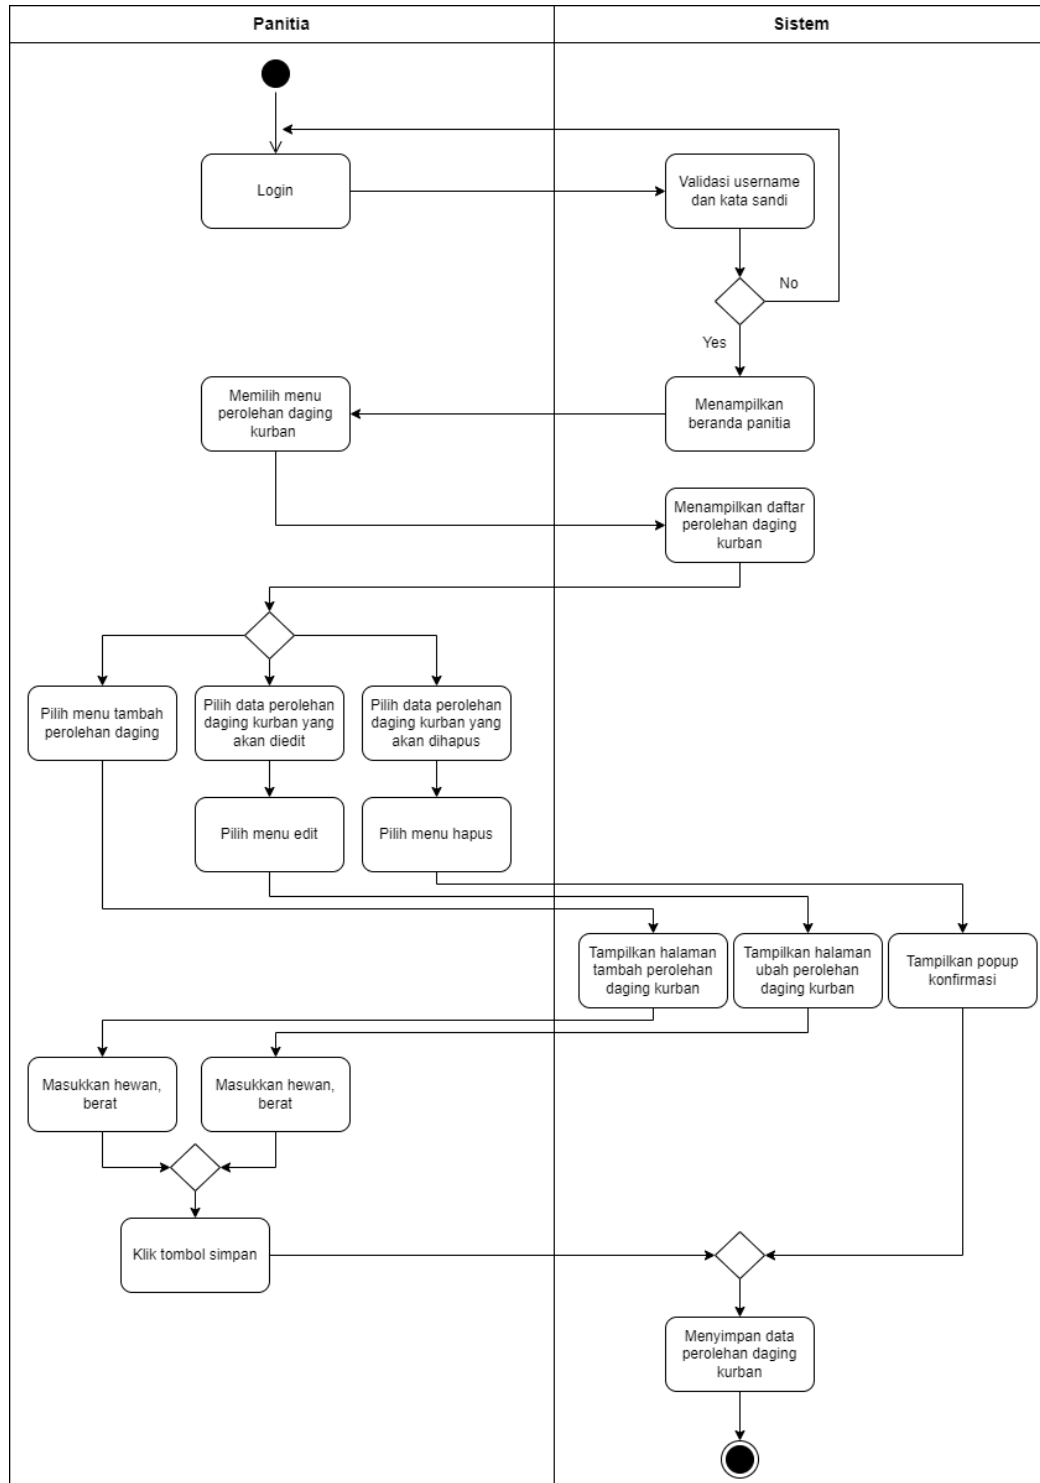 Panitia
Sistem
Login
Validasi username
dan kata sandi
No
Yes
Memilih menu
perolehan daging
kurban
Menampilkan
beranda panitia
Menampilkan daftar
perolehan daging
kurban
Pilih menu tambah
perolehan daging
Pilih data perolehan
daging kurban yang
akan diedit
Pilih data perolehan
daging kurban yang
akan dihapus
Pilih menu edit
Pilih menu hapus
Tampilkan halaman
tambah perolehan
daging kurban
Tampilkan halaman
ubah perolehan
daging kurban
Tampilkan popup
konfirmasi
Masukkan hewan,
berat
Masukkan hewan,
berat
Klik tombol simpan
Menyimpan data
perolehan daging
kurban